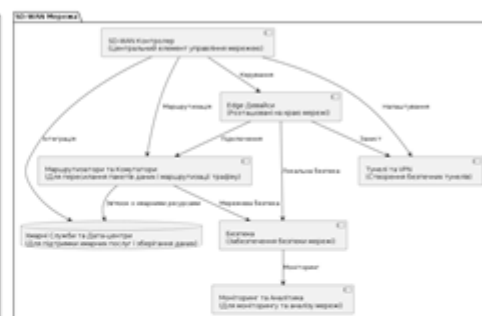 SD-WAN Мережа
SD-WAN Контролер
(Центральний елемент управління мережею)
Керування
Edge Девайси
(Розташовані на краю мережі)
Маршрутизація
Налаштування
Інтеграція
Підключення
Захист
Маршрутизатори та Комутатори
(Для пересилання пакетів даних і маршрутизації трафіку)
Локальна безпека
Тунелі та VPN
(Створення безпечних тунелів)
Зв'язок з хмарними ресурсами
Мережева безпека
Хмарні Служби та Дата-центри
(Для підтримки хмарних послуг і зберігання даних)
Безпека
(Забезпечення безпеки мережі)
Моніторинг
Моніторинг та Аналітика
(Для моніторингу та аналізу мережі)